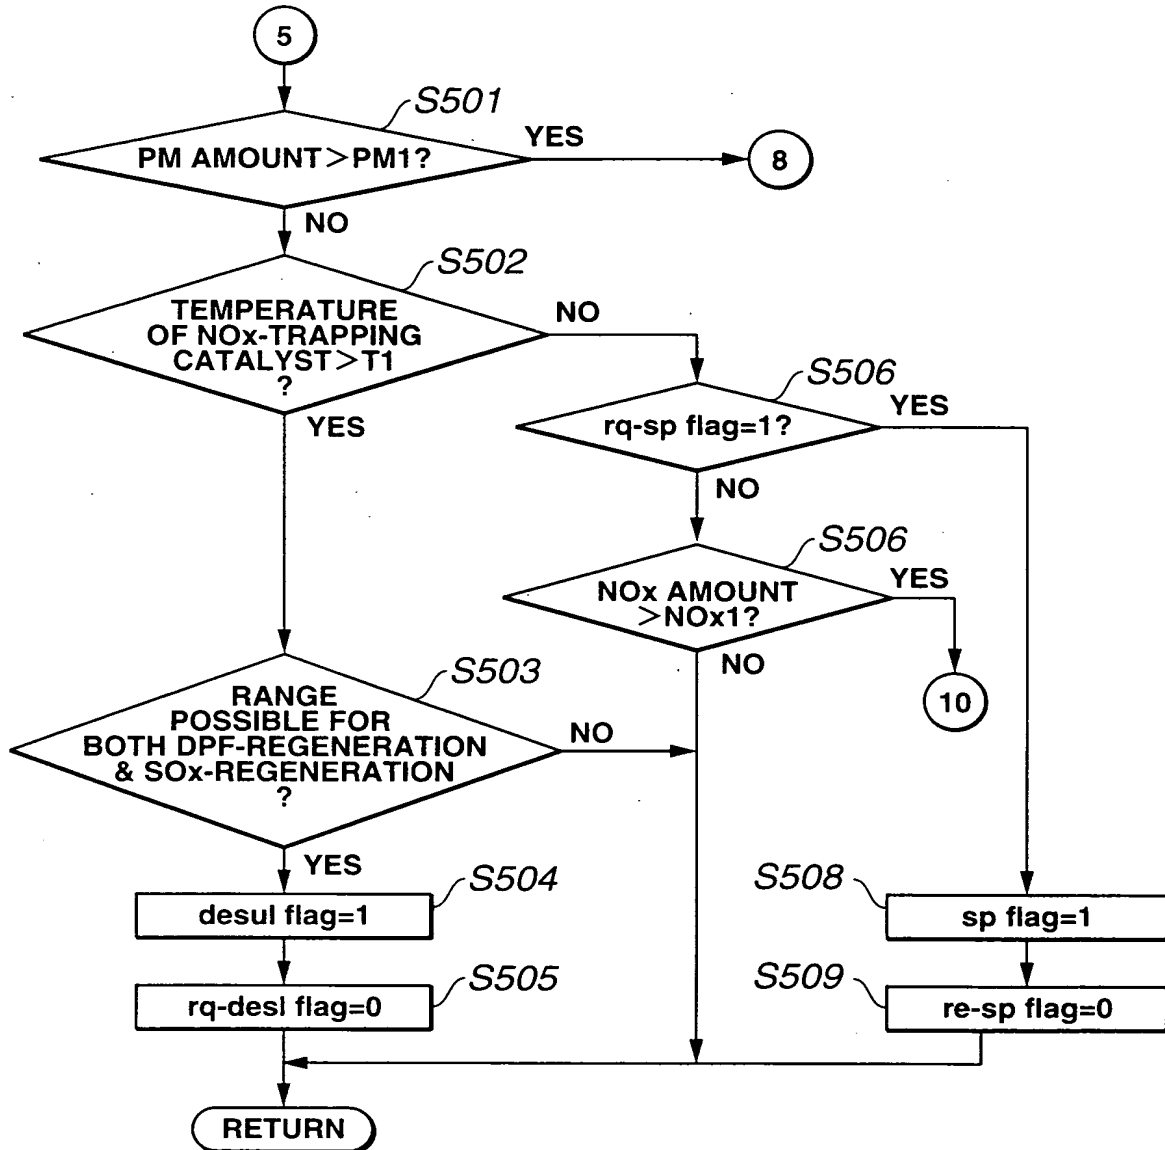 5
S501
PM AMOUNT>PM1?
YES
8
NO
S502
TEMPERATURE
OF NOx-TRAPPING
CATALYST>T1
?
NO
YES
S506
rq-sp flag=1?
YES
NO
S506
NOx AMOUNT
>NOx1?
YES
NO
10
S503
RANGE
POSSIBLE FOR
BOTH DPF-REGENERATION
& SOx-REGENERATION
?
NO
YES
S504
desul flag=1
S508
sp flag=1
S505
rq-desl flag=0
S509
re-sp flag=0
RETURN